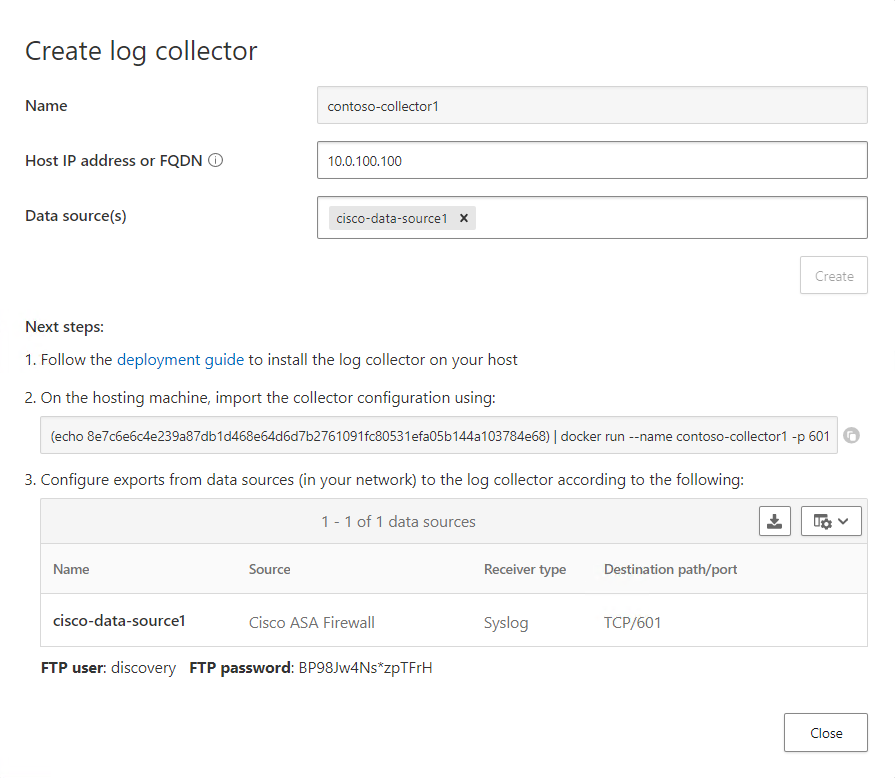 Create log collector
Name
contoso-collector1
Host IP address or FQDN
10.0.100.100
Data source(s)
cisco-data-source1
Create
Next steps:
1. Follow the deployment guide to install the log collector on your host
2. On the hosting machine, import the collector configuration using:
(echo 8e7c6e6c4e239a87db1d468e64d6d7b2761091fc80531efa05b144a103784e68) | docker run --name contoso-collector1 -p 601
3. Configure exports from data sources (in your network) to the log collector according to the following:
1 - 1 of 1 data sources
Name Source Receiver type Destination path/port
cisco-data-source1 Cisco ASA Firewall Syslog TCP/601
FTP user: discovery FTP password: BP98Jw4Ns*zpTFrH
Close